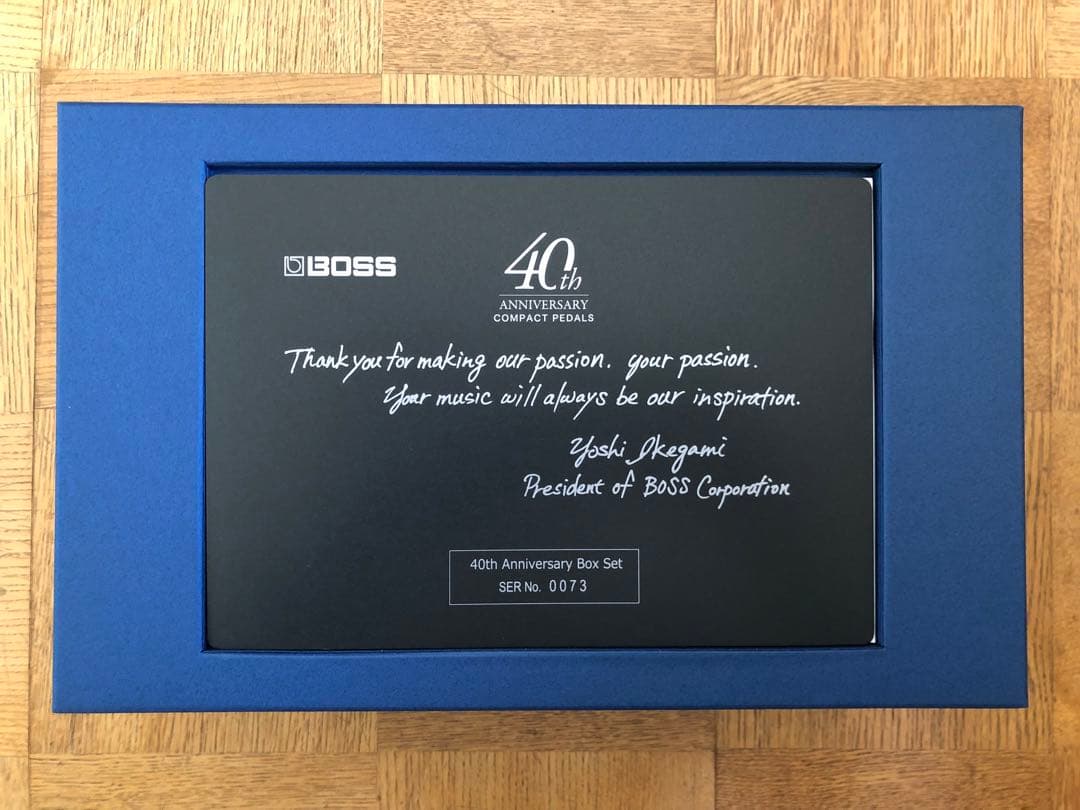 BOSS
40th
ANNIVERSARY
COMPACT PEDALS
Thank you for making our passion. your passion.
Your music will always be our inspiration.
Yoshi Ikegami
President of BOSS Corporation
40th Anniversary Box Set
SER No. 0073